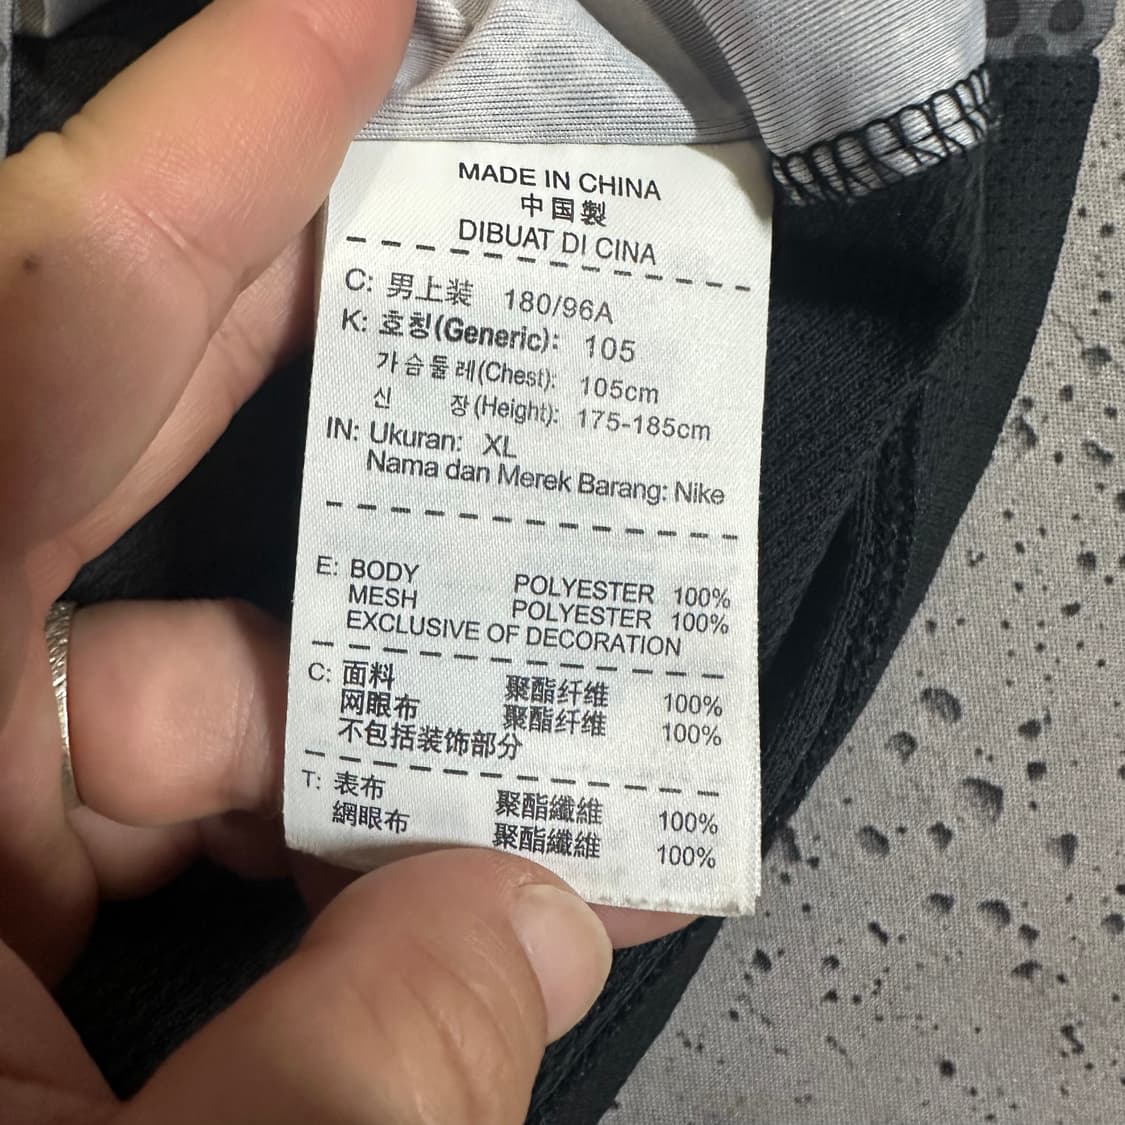 MADE IN CHINA
中国製
DIBUAT DI CINA
C: 男上装 180/96A
K: 호칭(Generic): 105
가슴둘레(Chest): 105cm
신 장(Height): 175-185cm
IN: Ukuran: XL
Nama dan Merek Barang: Nike
E: BODY POLYESTER 100%
MESH POLYESTER 100%
EXCLUSIVE OF DECORATION
C: 面料 聚酯纤维 100%
网眼布 聚酯纤维 100%
不包括装饰部分
T: 表布 聚酯纖維 100%
網眼布 聚酯纖維 100%